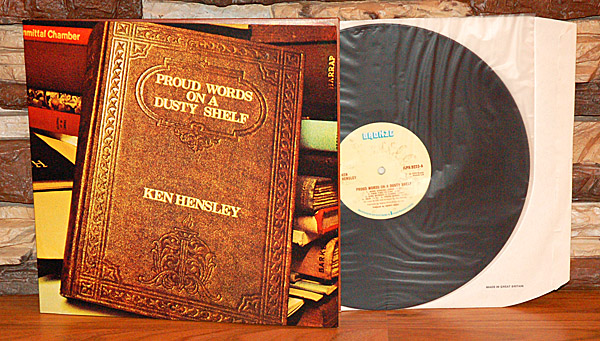 mmittal Chamber
PROUD WORDS
ON A
DUSTY SHELF
KEN HENSLEY
HARRAP
BRONZE
KEN
HENSLEY
PROUD WORDS ON A DUSTY SHELF
MADE IN GREAT BRITAIN